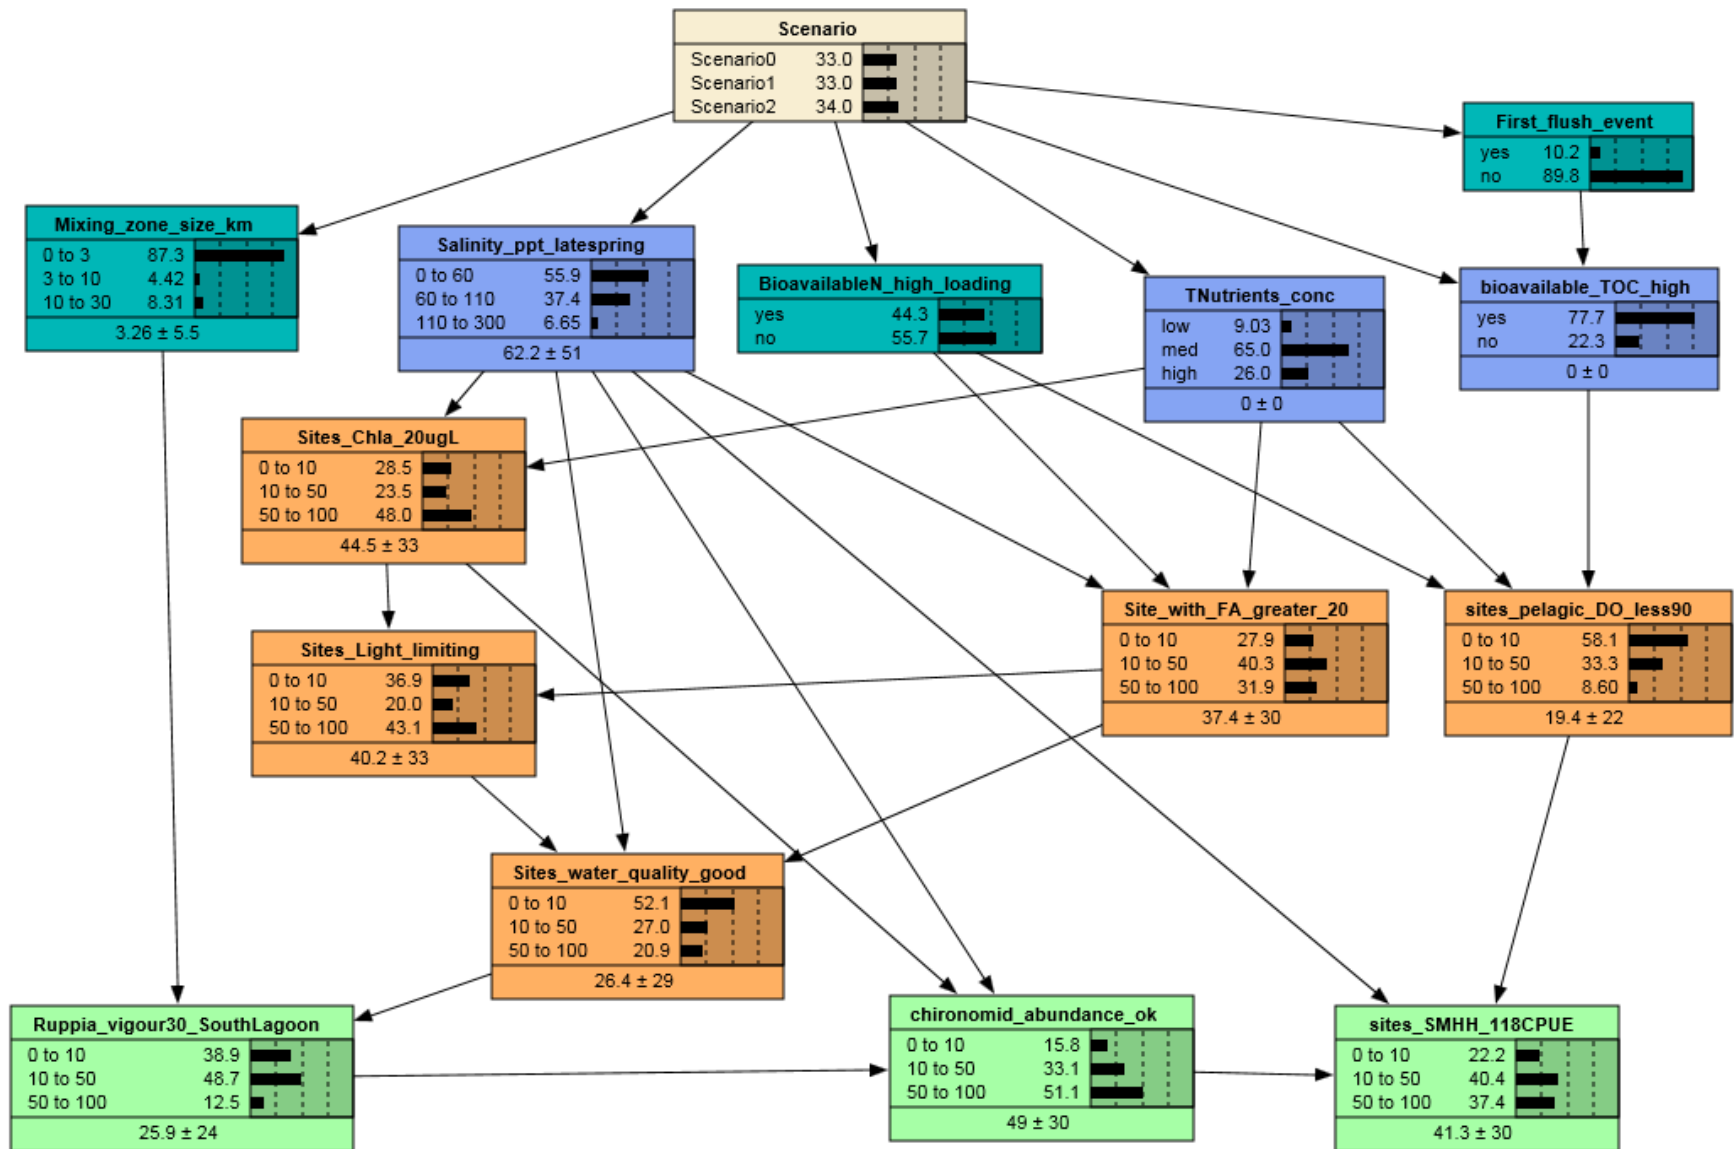 Scenario
Scenario0 33.0
Scenario1 33.0
Scenario2 34.0
First_flush_event
yes 10.2
no 89.8
Mixing_zone_size_km
0 to 3 87.3
3 to 10 4.42
10 to 30 8.31
3.26 ± 5.5
Salinity_ppt_latespring
0 to 60 55.9
60 to 110 37.4
110 to 300 6.65
62.2 ± 51
BioavailableN_high_loading
yes 44.3
no 55.7
TNutrients_conc
low 9.03
med 65.0
high 26.0
0 ± 0
bioavailable_TOC_high
yes 77.7
no 22.3
0 ± 0
Sites_Chla_20ugL
0 to 10 28.5
10 to 50 23.5
50 to 100 48.0
44.5 ± 33
Site_with_FA_greater_20
0 to 10 27.9
10 to 50 40.3
50 to 100 31.9
37.4 ± 30
sites_pelagic_DO_less90
0 to 10 58.1
10 to 50 33.3
50 to 100 8.60
19.4 ± 22
Sites_Light_limiting
0 to 10 36.9
10 to 50 20.0
50 to 100 43.1
40.2 ± 33
Sites_water_quality_good
0 to 10 52.1
10 to 50 27.0
50 to 100 20.9
26.4 ± 29
Ruppia_vigour30_SouthLagoon
0 to 10 38.9
10 to 50 48.7
50 to 100 12.5
25.9 ± 24
chironomid_abundance_ok
0 to 10 15.8
10 to 50 33.1
50 to 100 51.1
49 ± 30
sites_SMHH_118CPUE
0 to 10 22.2
10 to 50 40.4
50 to 100 37.4
41.3 ± 30